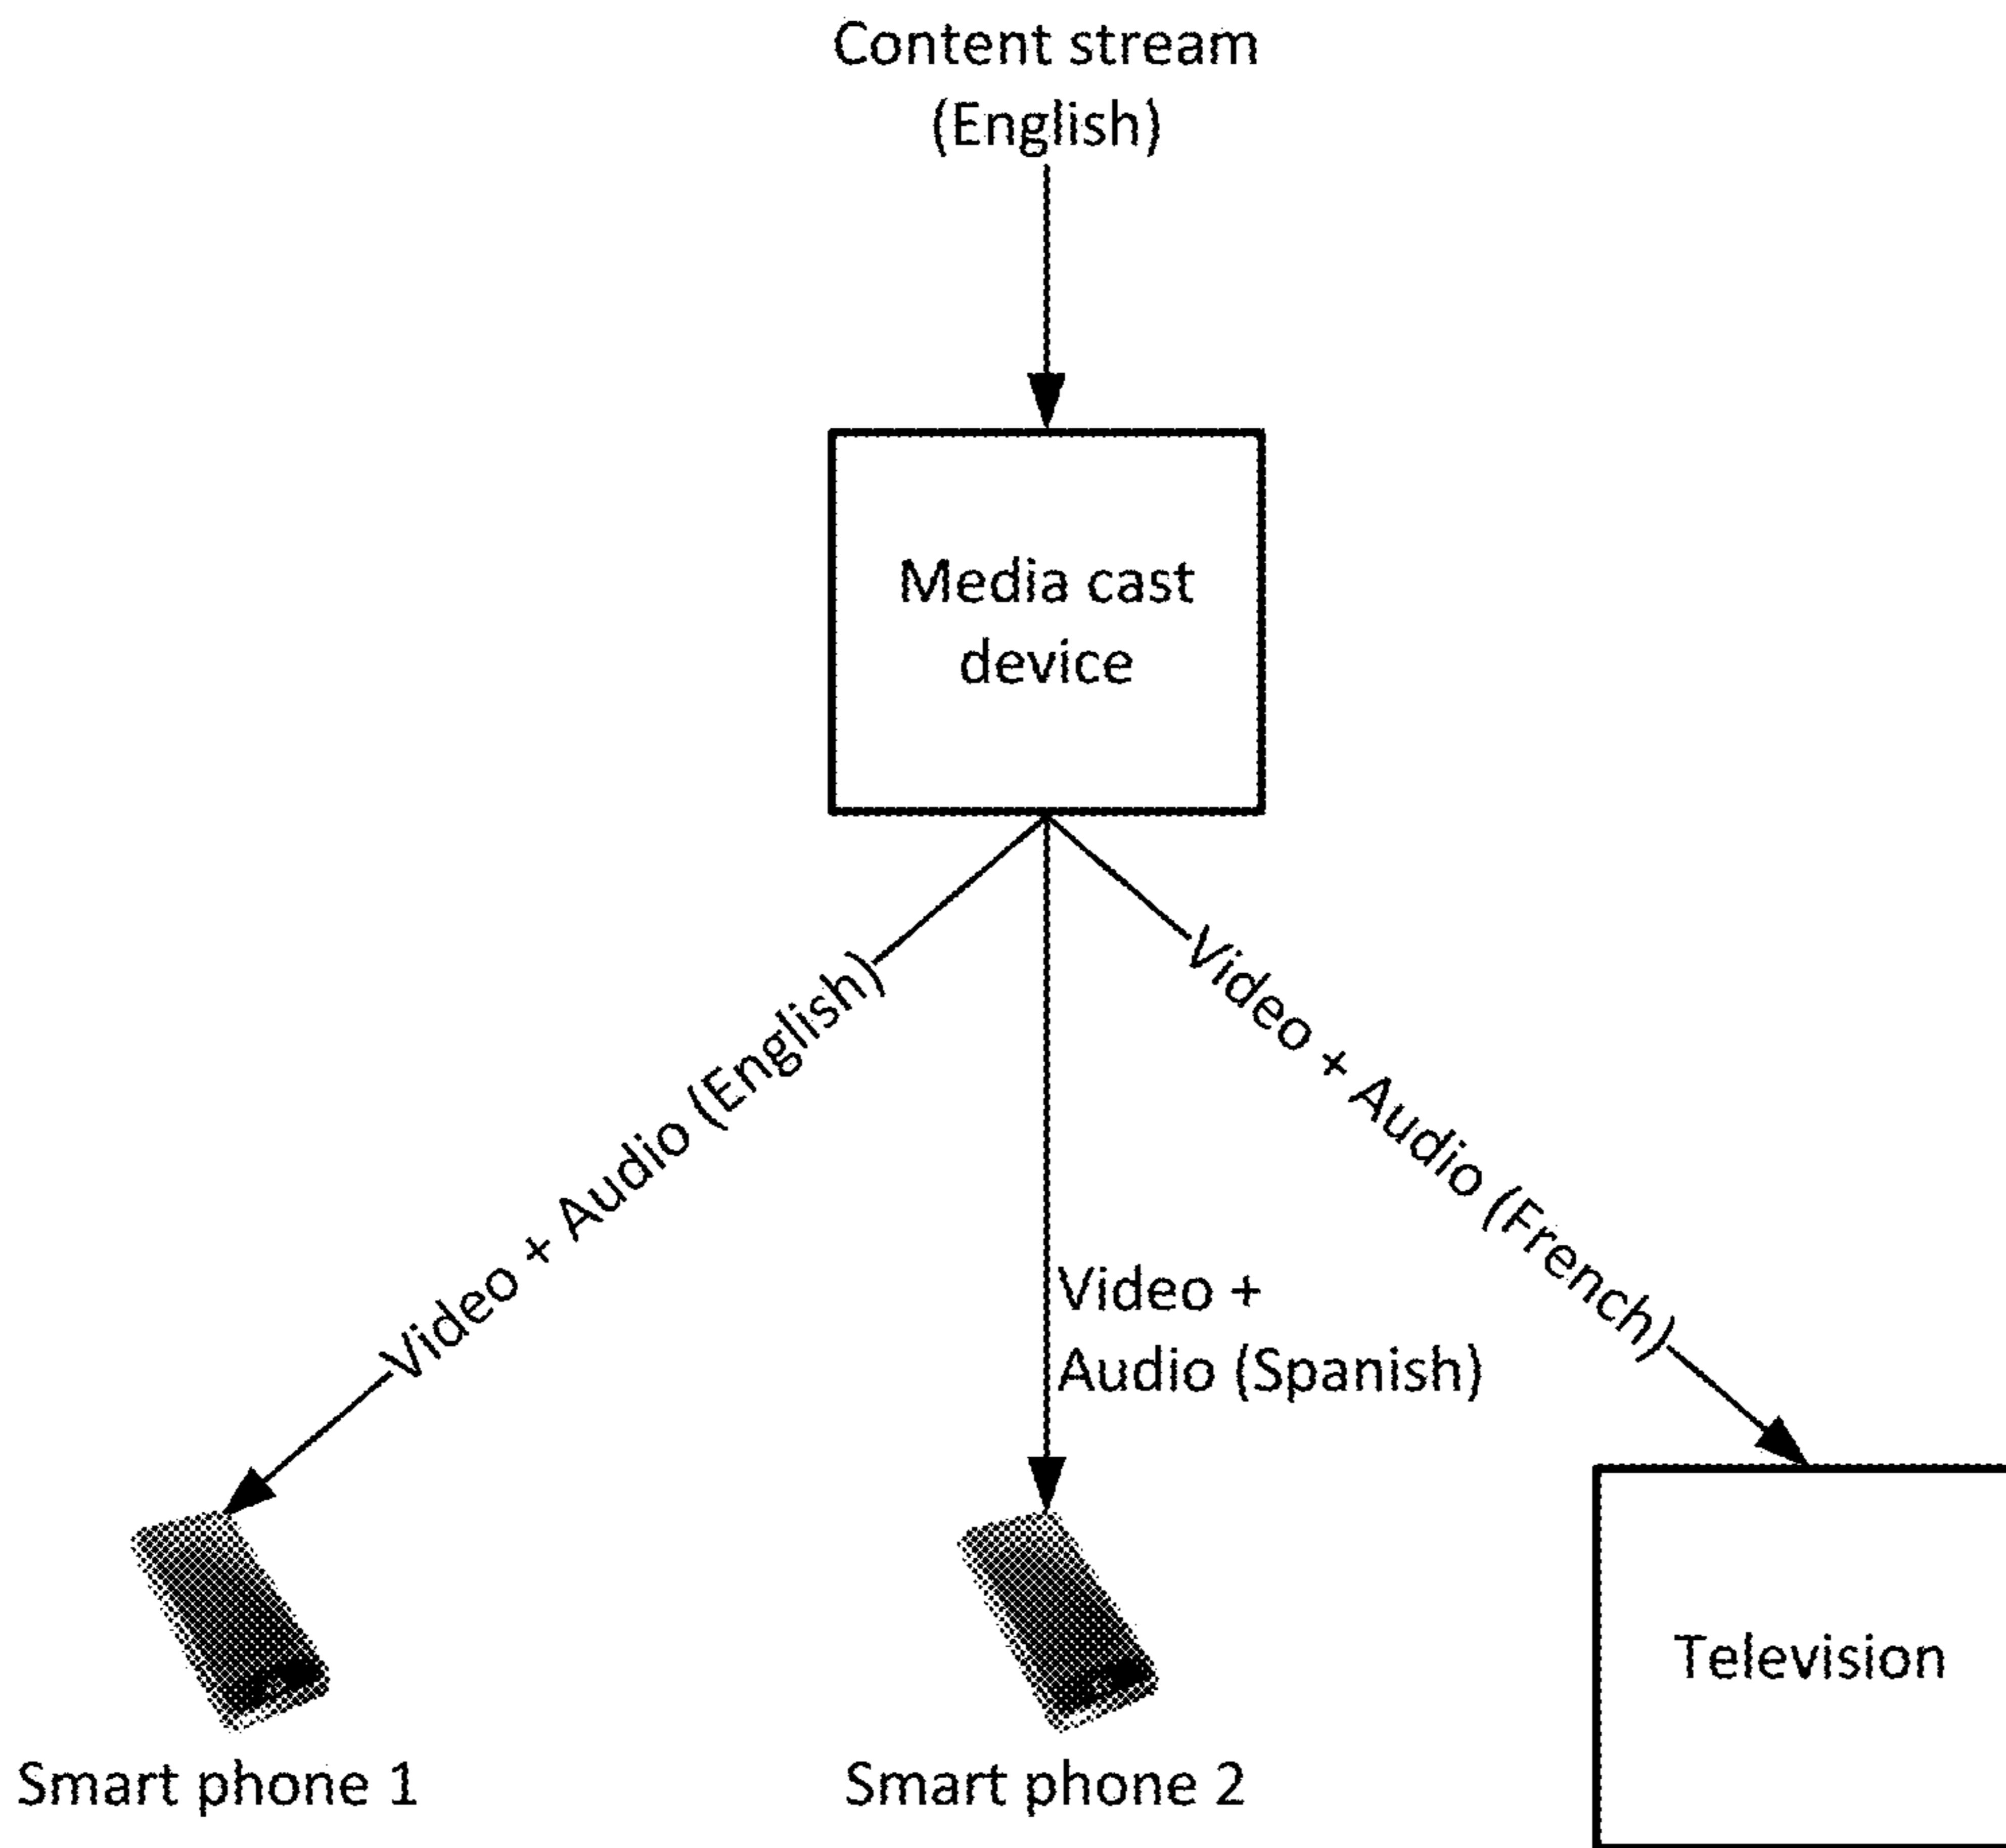 Content stream
(English)
Media cast
device
Video + Audio (English)
Video +
Audio (Spanish)
Video + Audio (French)
Smart phone 1
Smart phone 2
Television